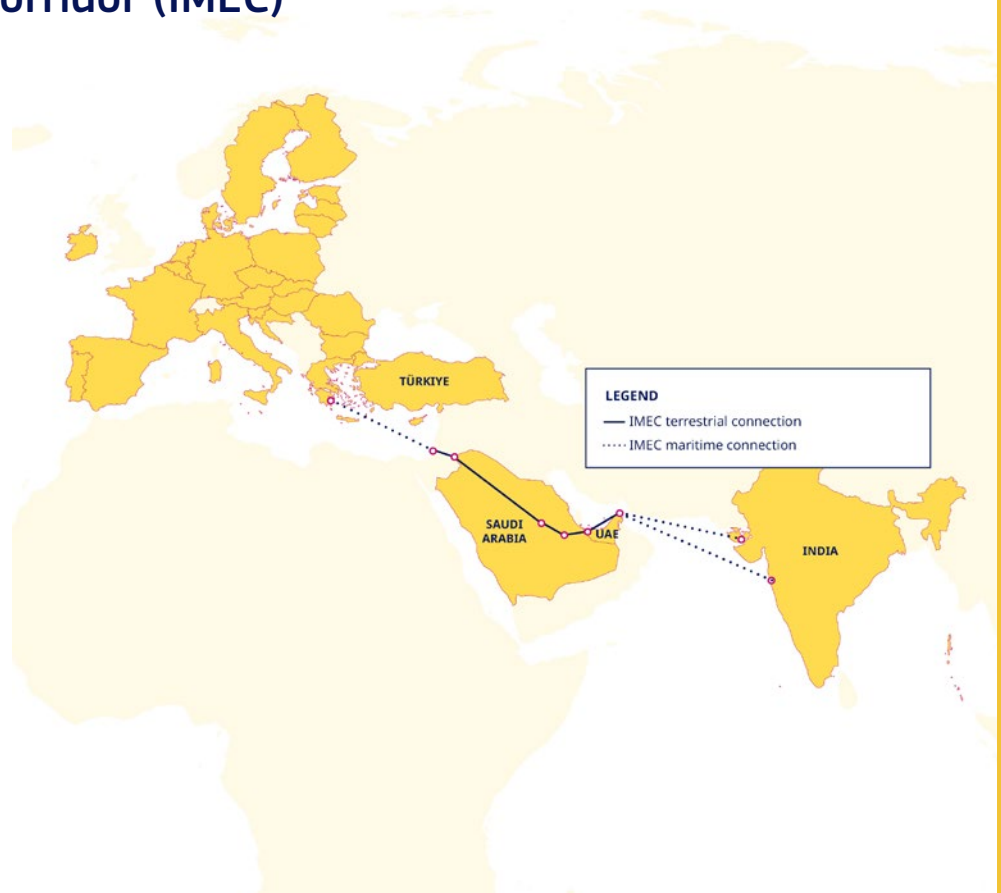 orridor (IMEC)
TÜRKIYE
LEGEND
IMEC terrestrial connection
IMEC maritime connection
SAUDI
ARABIA
UAE
INDIA